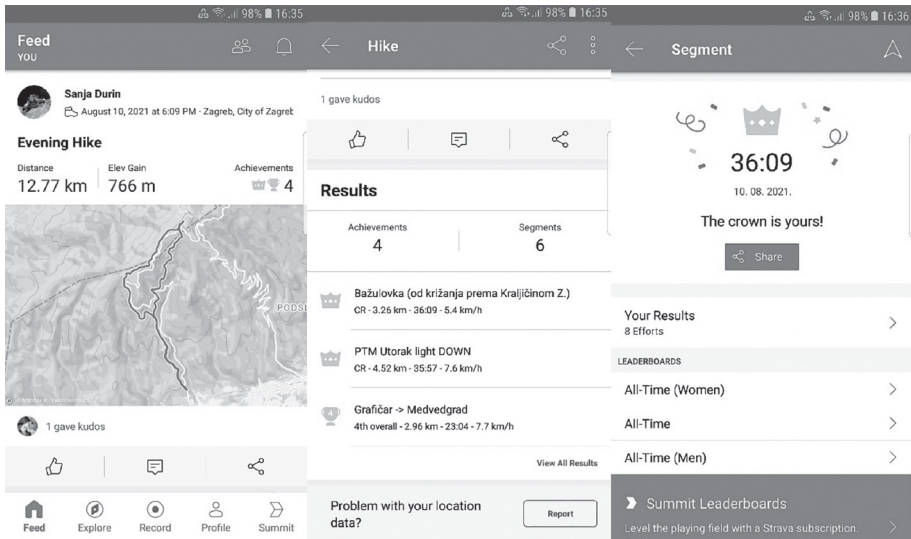 98% 16:35
Feed
YOU
Sanja Durin
August 10, 2021 at 6:09 PM - Zagreb, City of Zagreb
Evening Hike
Distance
Elev Gain
Achievements
12.77 km
766 m
4
PODSL
1 gave kudos
Feed
Explore
Record
Profile
Summit
98% 16:35
Hike
1 gave kudos
Results
Achievements
Segments
4
6
Bažulovka (od križanja prema Kraljičinom Z.)
CR - 3.26 km - 36:09 - 5.4 km/h
PTM Utorak light DOWN
CR - 4.52 km - 35:57 - 7.6 km/h
4
Grafičar -> Medvedgrad
4th overall - 2.96 km - 23:04 - 7.7 km/h
View All Results
Problem with your location
data?
Report
98% 16:36
Segment
36:09
10. 08. 2021.
The crown is yours!
Share
Your Results
8 Efforts
LEADERBOARDS
All-Time (Women)
All-Time
All-Time (Men)
Summit Leaderboards
Level the playing field with a Strava subscription.